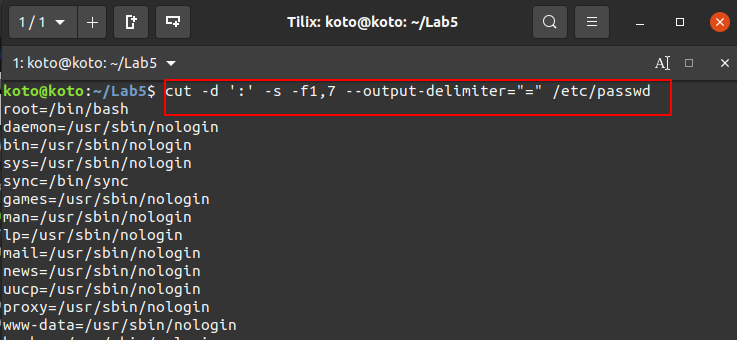 1 / 1
Tilix: koto@koto: ~/Lab5
1: koto@koto: ~/Lab5
koto@koto:~/Lab5$ cut -d ':' -s -f1,7 --output-delimiter="=" /etc/passwd
root=/bin/bash
daemon=/usr/sbin/nologin
bin=/usr/sbin/nologin
sys=/usr/sbin/nologin
sync=/bin/sync
games=/usr/sbin/nologin
man=/usr/sbin/nologin
lp=/usr/sbin/nologin
mail=/usr/sbin/nologin
news=/usr/sbin/nologin
uucp=/usr/sbin/nologin
proxy=/usr/sbin/nologin
www-data=/usr/sbin/nologin